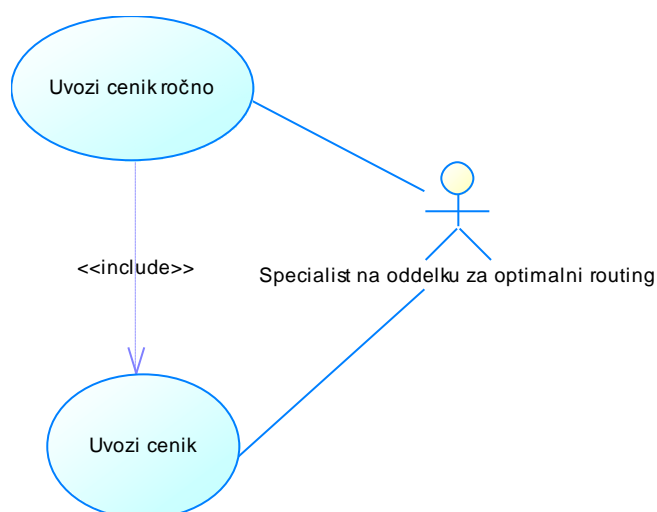 Uvozi cenik ročno
<<include>>
Specialist na oddelku za optimalni routing
Uvozi cenik